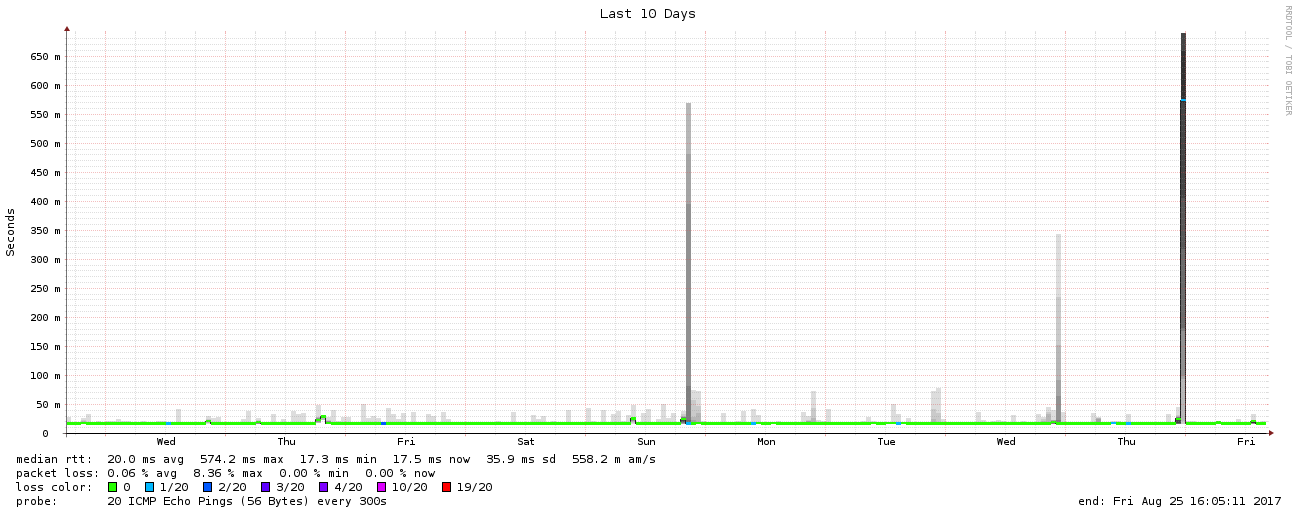 Last 10 Days
RRDTOOL / TOBI OETIKER
Seconds
650 m
600 m
550 m
500 m
450 m
400 m
350 m
300 m
250 m
200 m
150 m
100 m
50 m
0
Wed Thu Fri Sat Sun Mon Tue Wed Thu Fri
median rtt: 20.0 ms avg 574.2 ms max 17.3 ms min 17.5 ms now 35.9 ms sd 558.2 m am/s
packet loss: 0.06 % avg 8.36 % max 0.00 % min 0.00 % now
loss color: 0 1/20 2/20 3/20 4/20 10/20 19/20
probe: 20 ICMP Echo Pings (56 Bytes) every 300s end: Fri Aug 25 16:05:11 2017